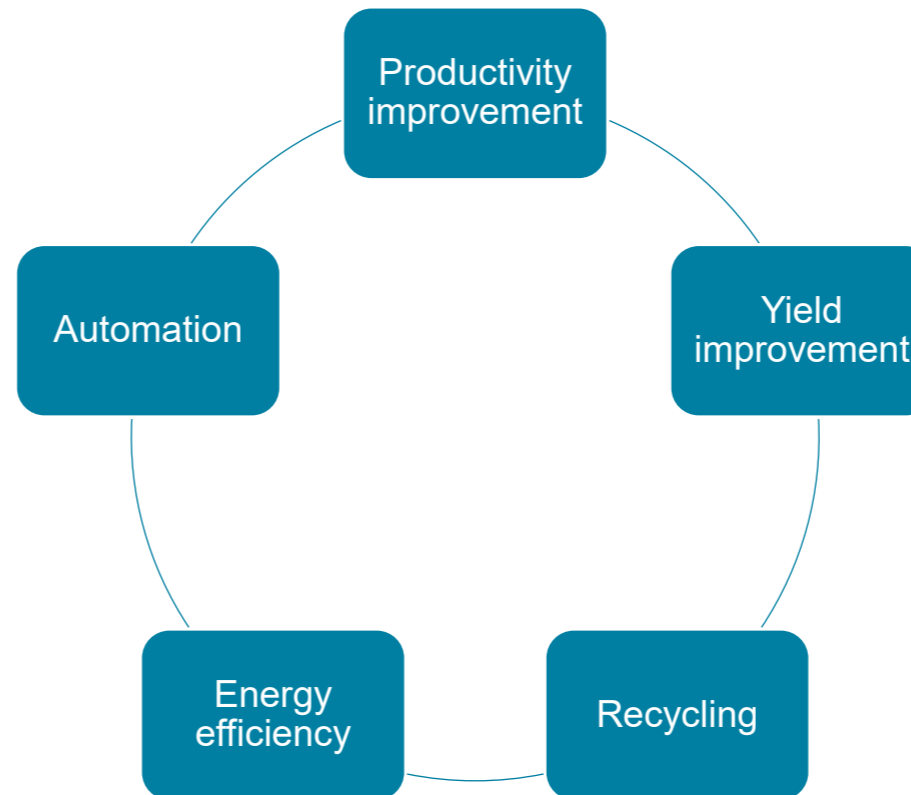 Productivity
improvement
Yield
improvement
Recycling
Energy
efficiency
Automation